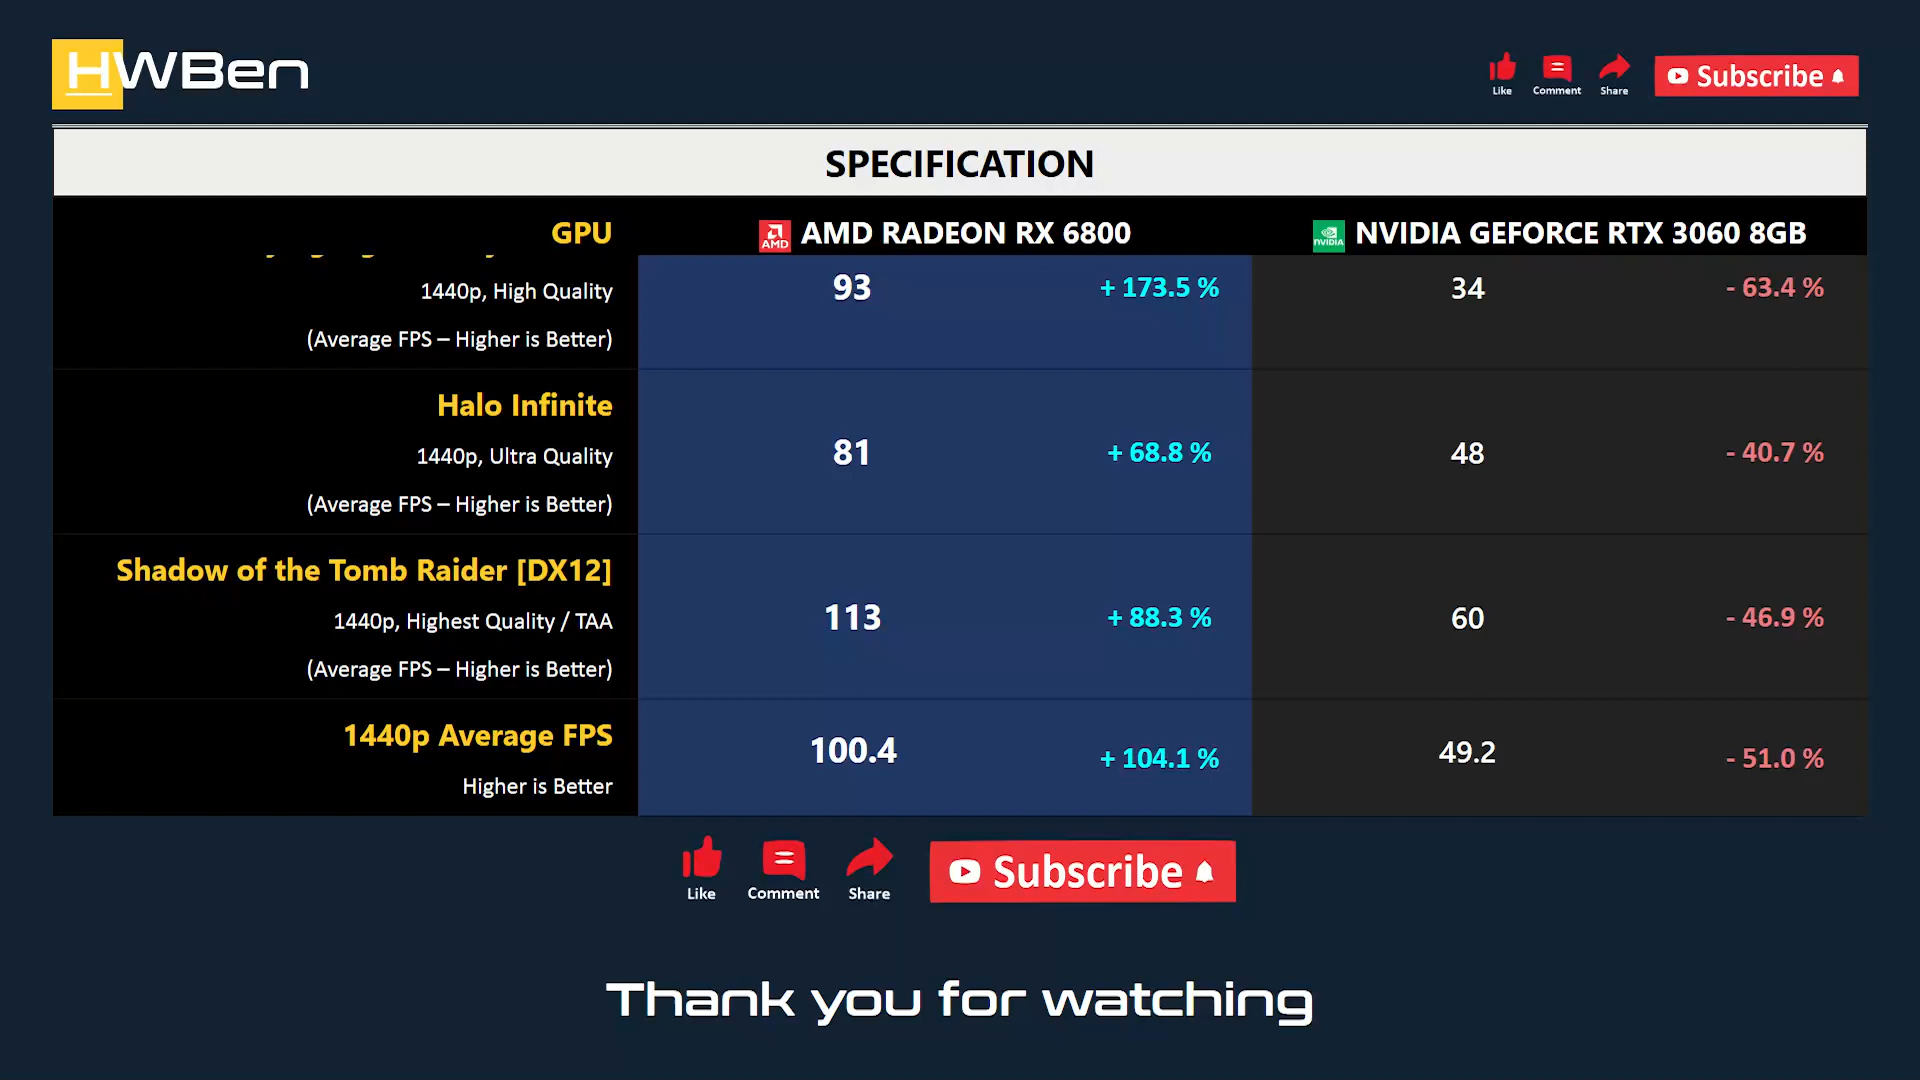 HWBen
Like Comment Share Subscribe
SPECIFICATION
GPU AMD AMD RADEON RX 6800 NVIDIA NVIDIA GEFORCE RTX 3060 8GB
1440p, High Quality 93 + 173.5 % 34 - 63.4 %
(Average FPS – Higher is Better)
Halo Infinite
1440p, Ultra Quality 81 + 68.8 % 48 - 40.7 %
(Average FPS – Higher is Better)
Shadow of the Tomb Raider [DX12]
1440p, Highest Quality / TAA 113 + 88.3 % 60 - 46.9 %
(Average FPS – Higher is Better)
1440p Average FPS 100.4 + 104.1 % 49.2 - 51.0 %
Higher is Better
Like Comment Share Subscribe
Thank you for watching